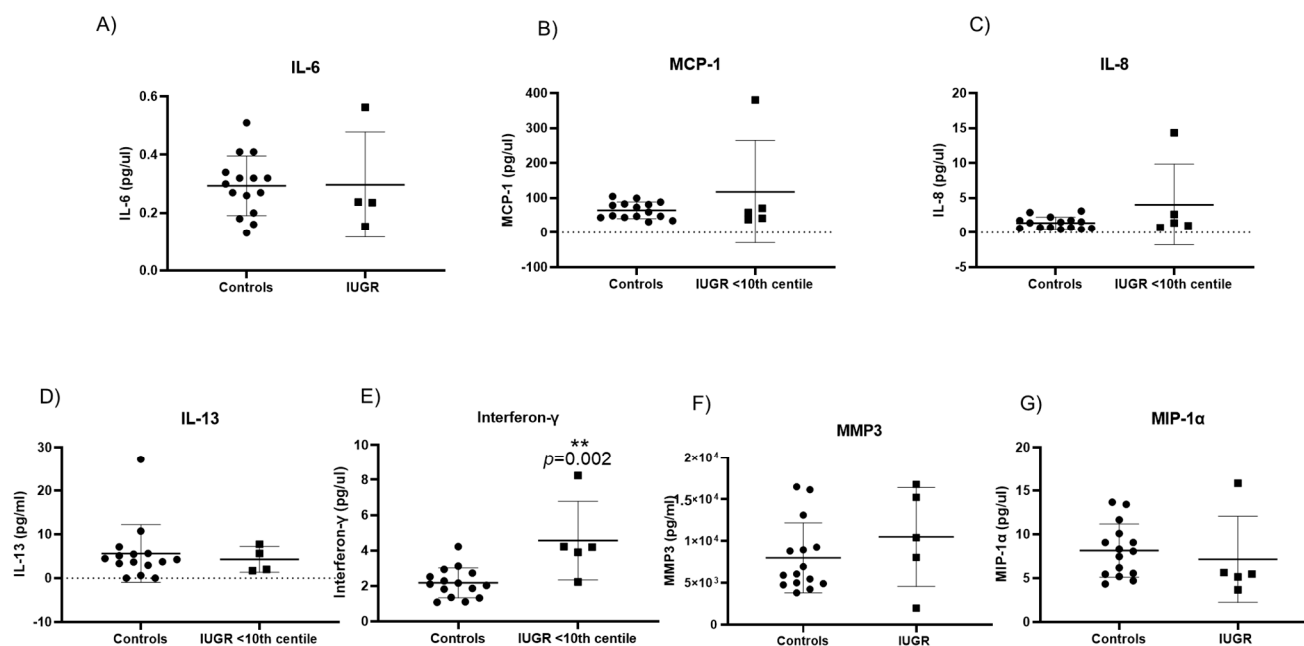 A)
IL-6
IL-6 (pg/ul)
0.6
0.4
0.2
0.0
Controls
IUGR
B)
MCP-1
MCP-1 (pg/ul)
400
300
200
100
0
-100
Controls
IUGR <10th centile
C)
IL-8
IL-8 (pg/ul)
20
15
10
5
0
-5
Controls
IUGR <10th centile
D)
IL-13
IL-13 (pg/ml)
30
20
10
0
-10
Controls
IUGR <10th centile
E)
Interferon-γ
Interferon-γ (pg/ul)
10
8
6
4
2
0
**
p=0.002
Controls
IUGR <10th centile
F)
MMP3
MMP3 (pg/ml)
2×10⁴
1.5×10⁴
1×10⁴
5×10³
0
Controls
IUGR
G)
MIP-1α
MIP-1α (pg/ul)
20
15
10
5
0
Controls
IUGR